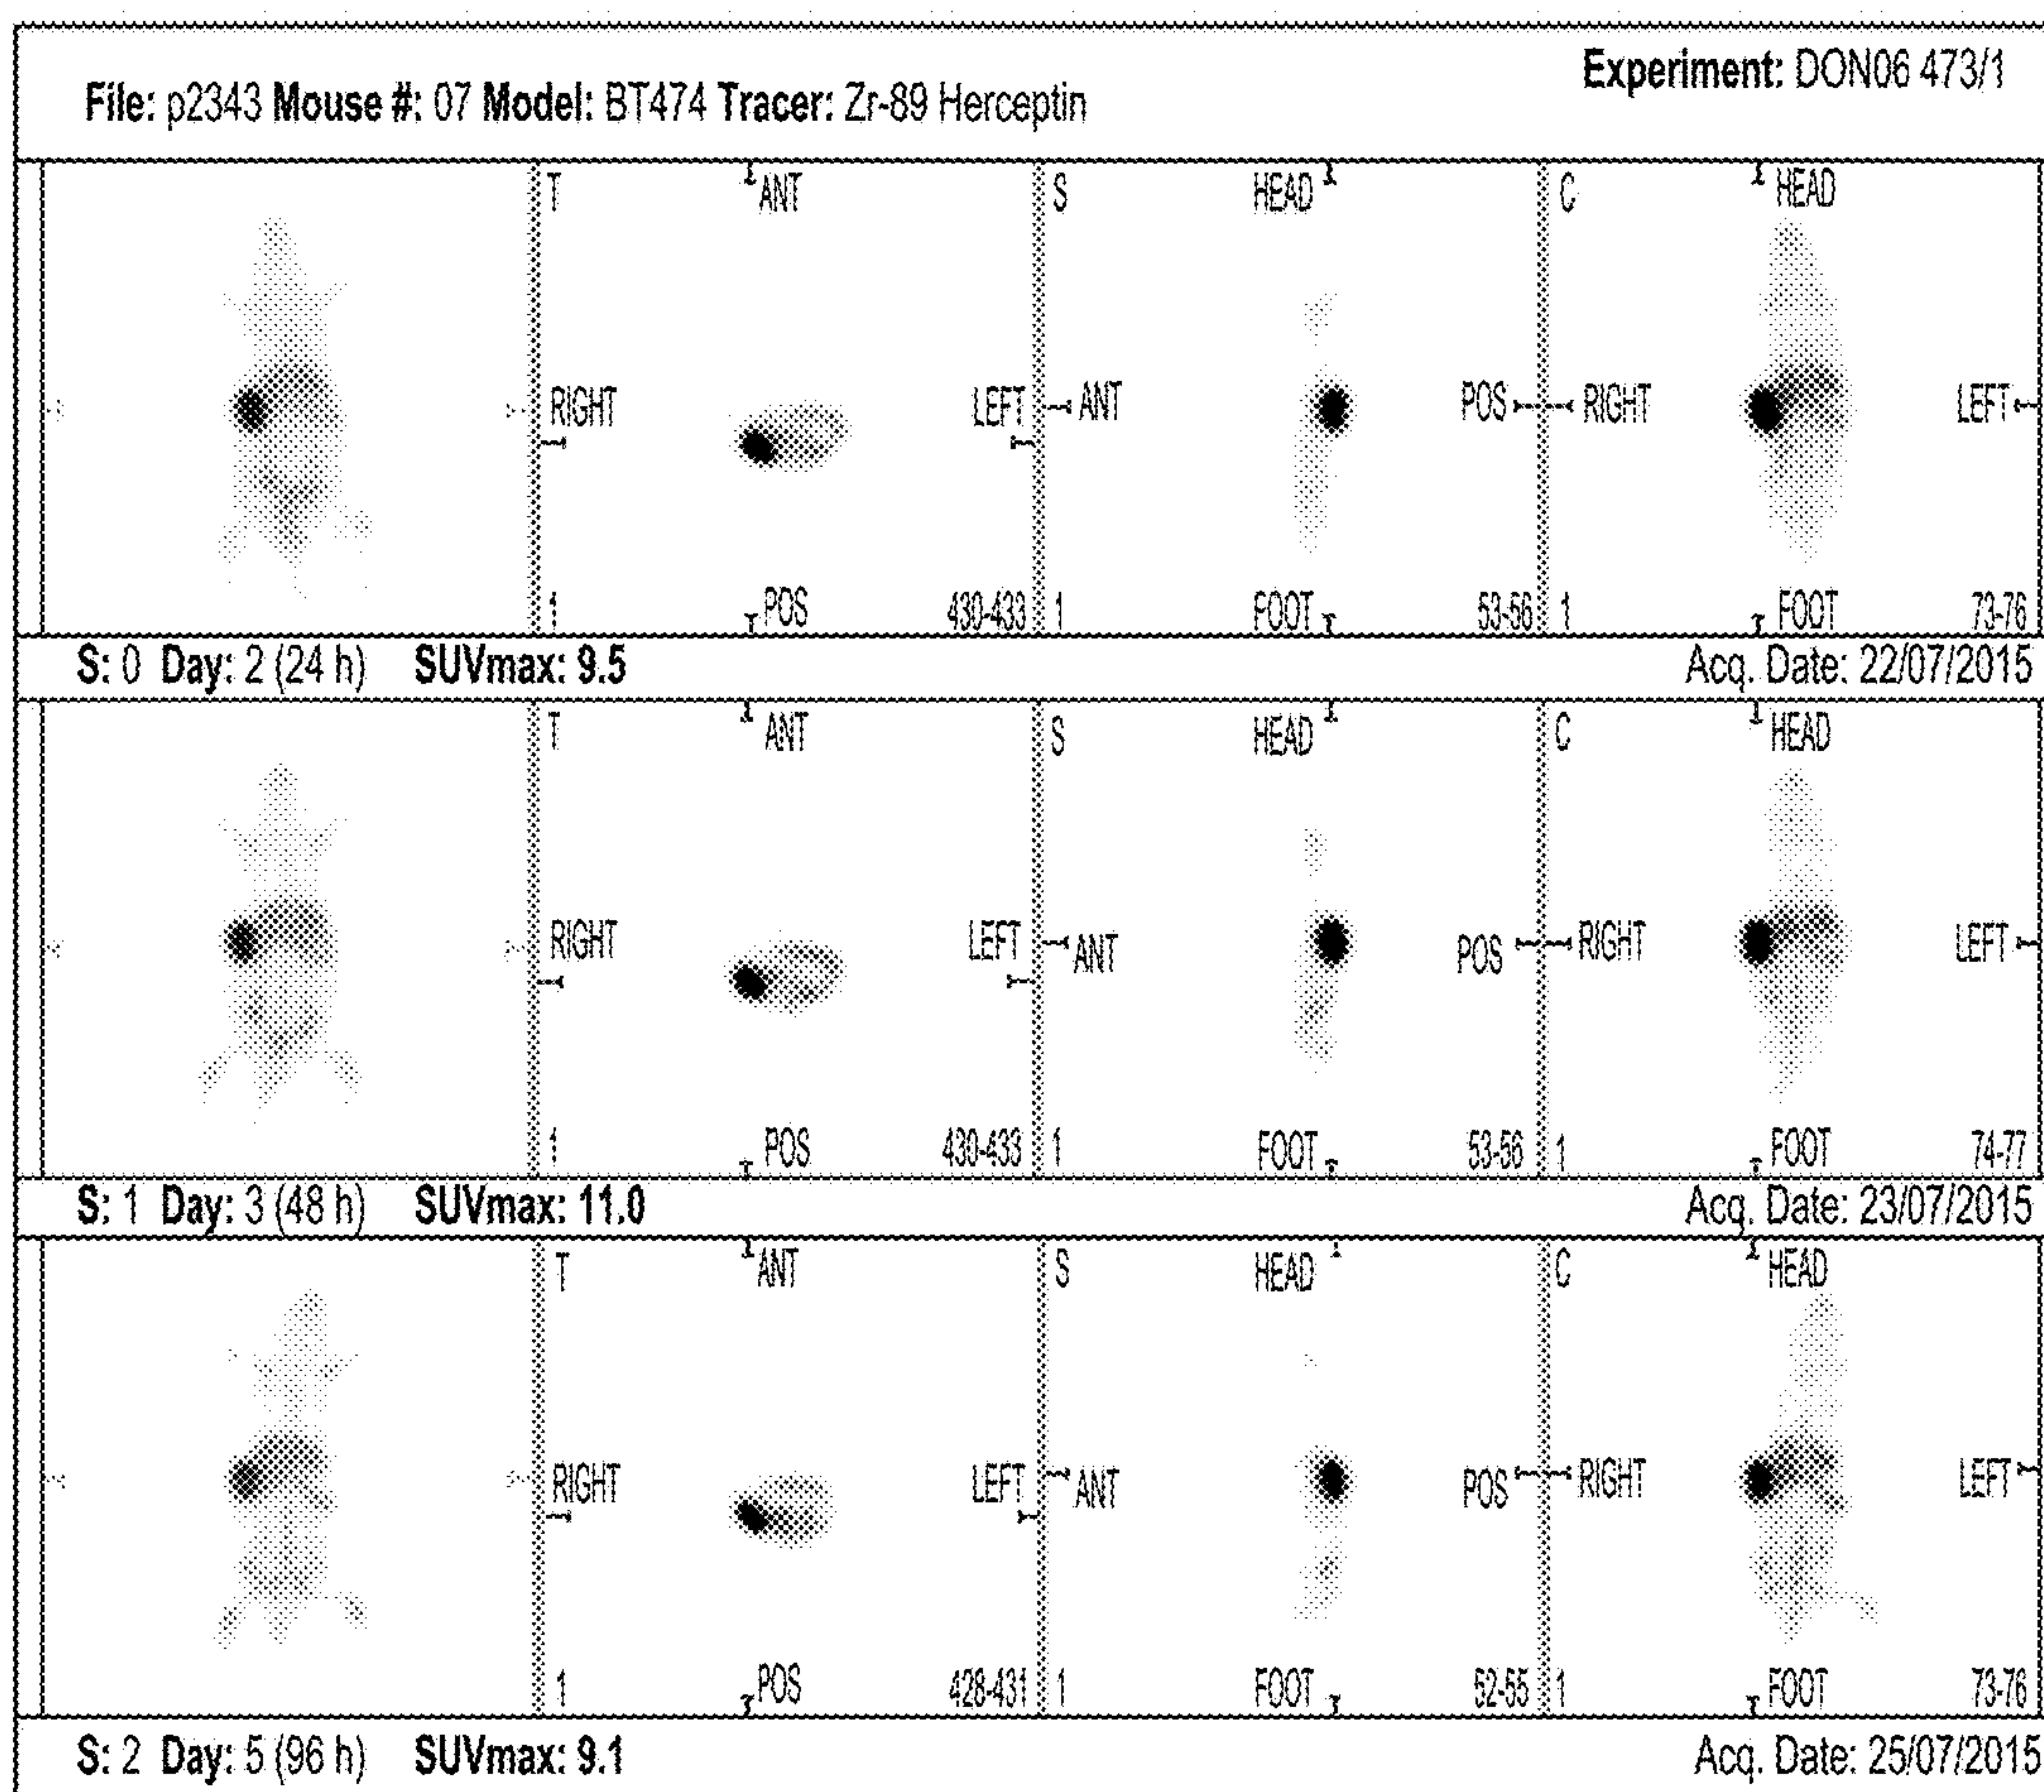 Experiment: DON06 473/1
File: p2343 Mouse #: 07 Model: BT474 Tracer: Zr-89 Herceptin
T ANT S HEAD C HEAD
RIGHT LEFT ANT POS RIGHT LEFT
1 POS 430-433 1 FOOT 53-56 1 FOOT 73-76
S: 0 Day: 2 (24 h) SUVmax: 9.5 Acq. Date: 22/07/2015
T ANT S HEAD C HEAD
RIGHT LEFT ANT POS RIGHT LEFT
1 POS 430-433 1 FOOT 53-56 1 FOOT 74-77
S: 1 Day: 3 (48 h) SUVmax: 11.0 Acq. Date: 23/07/2015
T ANT S HEAD C HEAD
RIGHT LEFT ANT POS RIGHT LEFT
1 POS 428-431 1 FOOT 52-55 1 FOOT 73-76
S: 2 Day: 5 (96 h) SUVmax: 9.1 Acq. Date: 25/07/2015